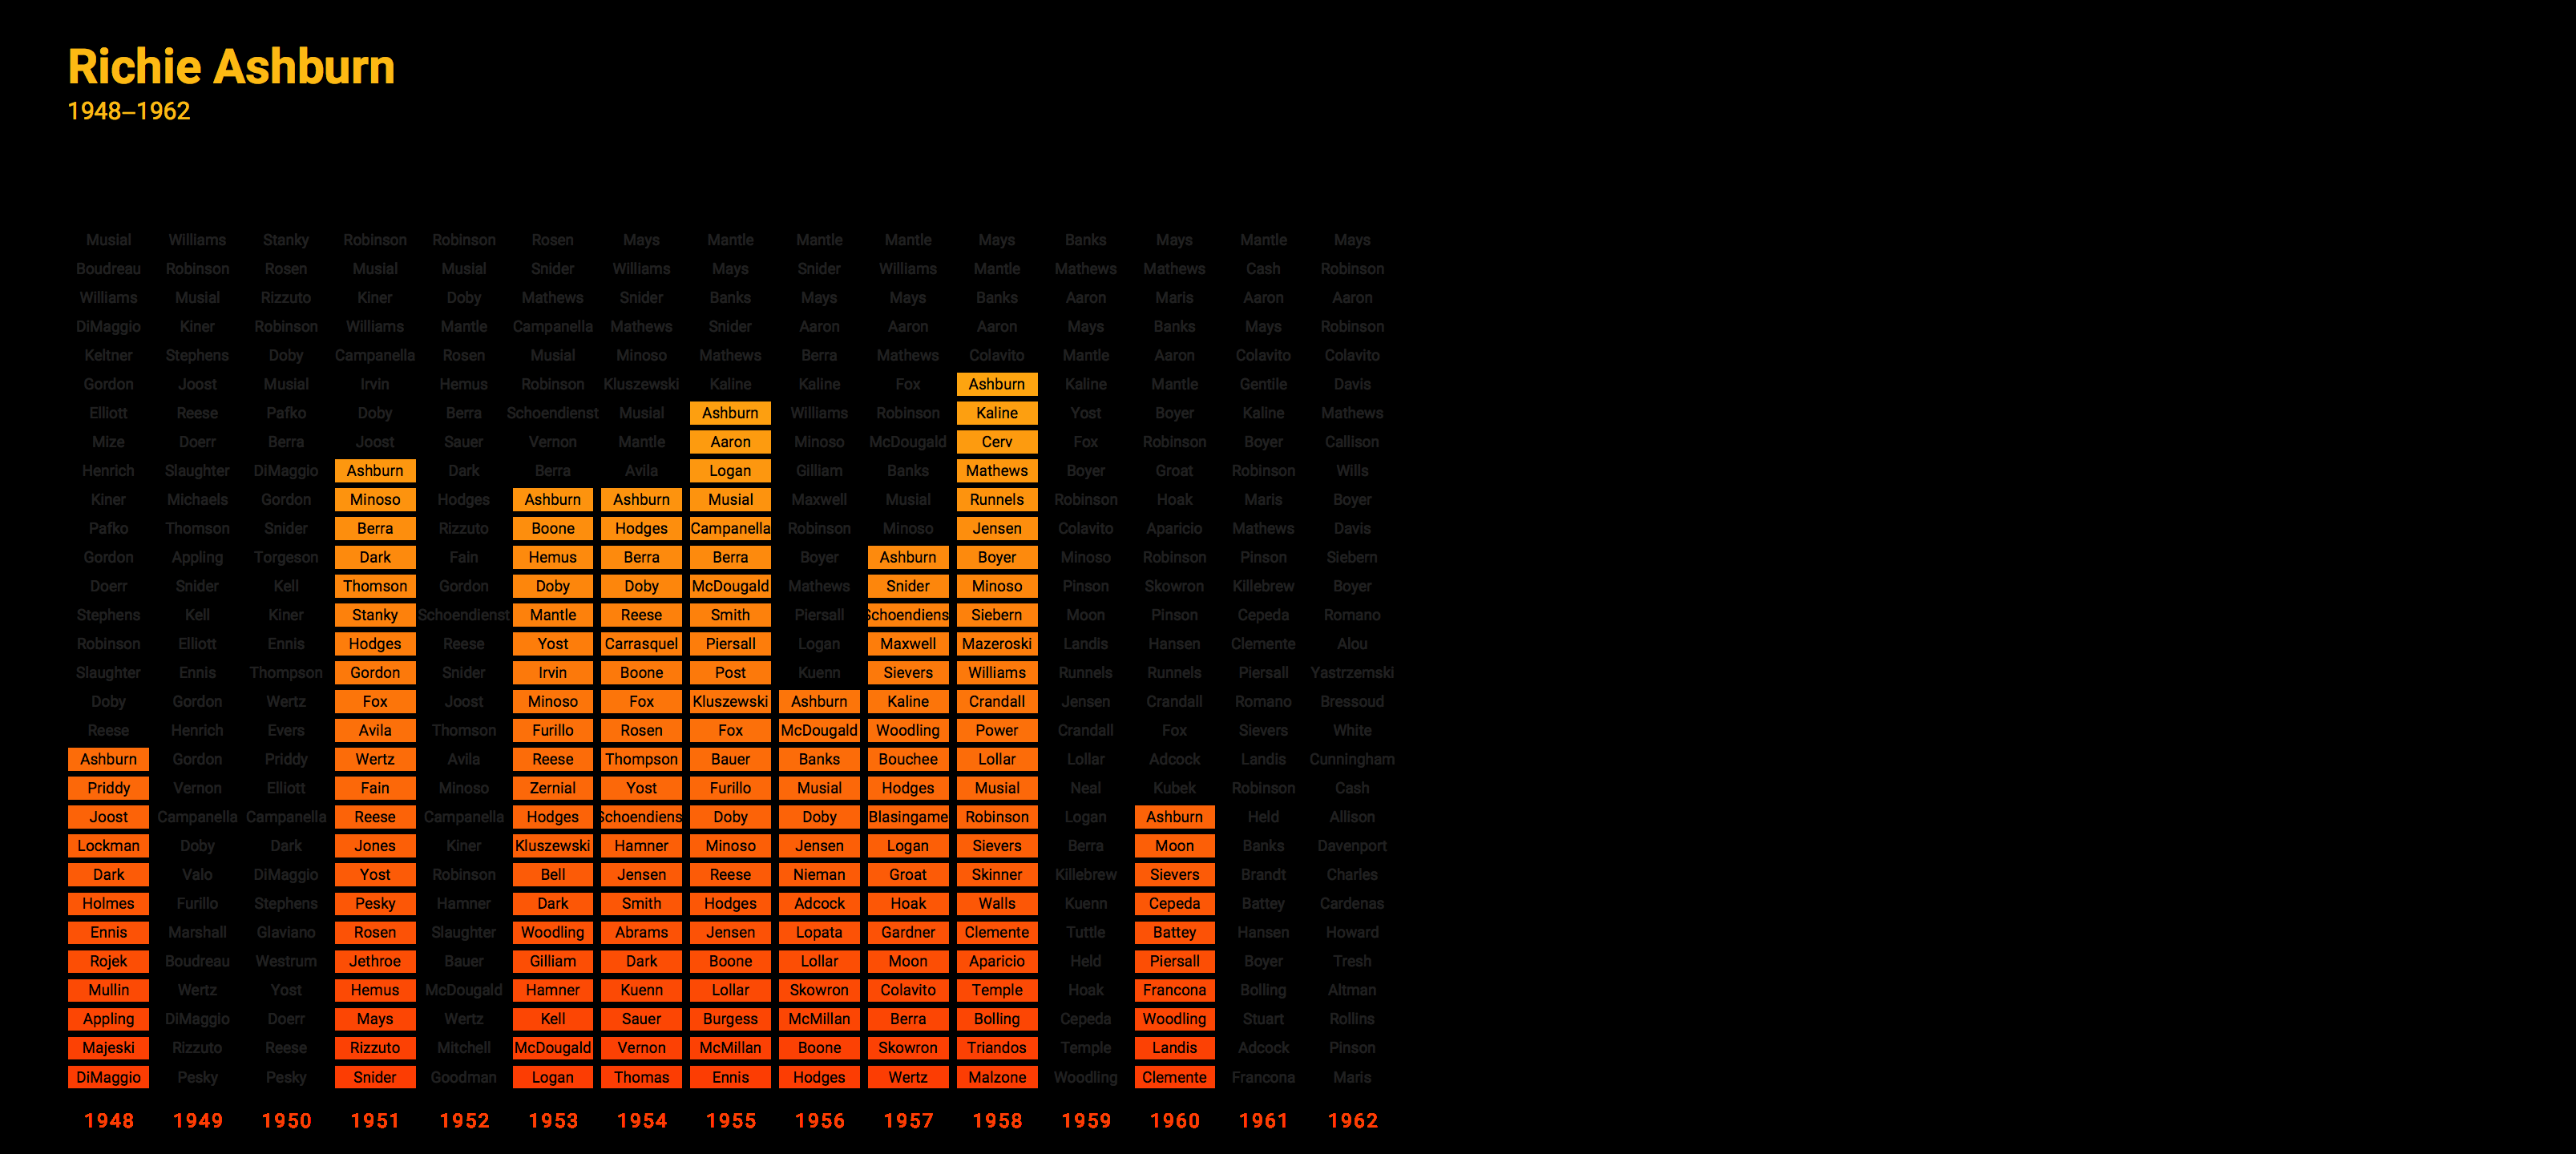 Richie Ashburn
1948–1962
Musial Williams Stanky Robinson Robinson Rosen Mays Mantle Mantle Mantle Mays Banks Mays Mantle Mays
Boudreau Robinson Rosen Musial Musial Snider Williams Mays Snider Williams Mantle Mathews Mathews Cash Robinson
Williams Musial Rizzuto Kiner Doby Mathews Snider Banks Mays Mays Banks Aaron Maris Aaron Aaron
DiMaggio Kiner Robinson Williams Mantle Campanella Mathews Snider Aaron Aaron Aaron Mays Banks Mays Robinson
Keltner Stephens Doby Campanella Rosen Musial Minoso Mathews Berra Mathews Colavito Mantle Aaron Colavito Colavito
Gordon Joost Musial Irvin Hemus Robinson Kluszewski Kaline Kaline Fox Ashburn Kaline Mantle Gentile Davis
Elliott Reese Pafko Doby Berra Schoendienst Musial Ashburn Williams Robinson Kaline Yost Boyer Kaline Mathews
Mize Doerr Berra Joost Sauer Vernon Mantle Aaron Minoso McDougald Cerv Fox Robinson Boyer Callison
Henrich Slaughter DiMaggio Ashburn Dark Berra Avila Logan Gilliam Banks Mathews Boyer Groat Robinson Wills
Kiner Michaels Gordon Minoso Hodges Ashburn Ashburn Musial Maxwell Musial Runnels Robinson Hoak Maris Boyer
Pafko Thomson Snider Berra Rizzuto Boone Hodges Campanella Robinson Minoso Jensen Colavito Aparicio Mathews Davis
Gordon Appling Torgeson Dark Fain Hemus Berra Berra Boyer Ashburn Boyer Minoso Robinson Pinson Siebern
Doerr Snider Kell Thomson Gordon Doby Doby McDougald Mathews Snider Minoso Pinson Skowron Killebrew Boyer
Stephens Kell Kiner Stanky Schoendienst Mantle Reese Smith Piersall Schoendiens Siebern Moon Pinson Cepeda Romano
Robinson Elliott Ennis Hodges Reese Yost Carrasquel Piersall Logan Maxwell Mazeroski Landis Hansen Clemente Alou
Slaughter Ennis Thompson Gordon Snider Irvin Boone Post Kuenn Sievers Williams Runnels Runnels Piersall Yastrzemski
Doby Gordon Wertz Fox Joost Minoso Fox Kluszewski Ashburn Kaline Crandall Jensen Crandall Romano Bressoud
Reese Henrich Evers Avila Thomson Furillo Rosen Fox McDougald Woodling Power Crandall Fox Sievers White
Ashburn Gordon Priddy Wertz Avila Reese Thompson Bauer Banks Bouchee Lollar Lollar Adcock Landis Cunningham
Priddy Vernon Elliott Fain Minoso Zernial Yost Furillo Musial Hodges Musial Neal Kubek Robinson Cash
Joost Campanella Campanella Reese Campanella Hodges Schoendiens Doby Doby Blasingame Robinson Logan Ashburn Held Allison
Lockman Doby Dark Jones Kiner Kluszewski Hamner Minoso Jensen Logan Sievers Berra Moon Banks Davenport
Dark Valo DiMaggio Yost Robinson Bell Jensen Reese Nieman Groat Skinner Killebrew Sievers Brandt Charles
Holmes Furillo Stephens Pesky Hamner Dark Smith Hodges Adcock Hoak Walls Kuenn Cepeda Battey Cardenas
Ennis Marshall Glaviano Rosen Slaughter Woodling Abrams Jensen Lopata Gardner Clemente Tuttle Battey Hansen Howard
Rojek Boudreau Westrum Jethroe Bauer Gilliam Dark Boone Lollar Moon Aparicio Held Piersall Boyer Tresh
Mullin Wertz Yost Hemus McDougald Hamner Kuenn Lollar Skowron Colavito Temple Hoak Francona Bolling Altman
Appling DiMaggio Doerr Mays Wertz Kell Sauer Burgess McMillan Berra Bolling Cepeda Woodling Stuart Rollins
Majeski Rizzuto Reese Rizzuto Mitchell McDougald Vernon McMillan Boone Skowron Triandos Temple Landis Adcock Pinson
DiMaggio Pesky Pesky Snider Goodman Logan Thomas Ennis Hodges Wertz Malzone Woodling Clemente Francona Maris
1948 1949 1950 1951 1952 1953 1954 1955 1956 1957 1958 1959 1960 1961 1962